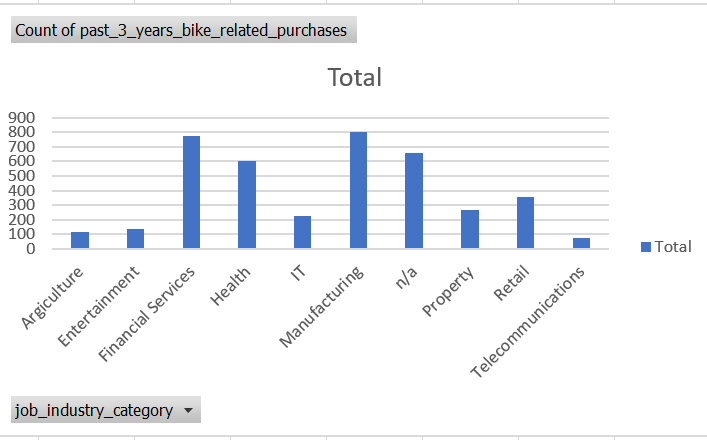 Count of past_3_years_bike_related_purchases
Total
900
800
700
600
500
400
300
200
100
0
Argiculture
Entertainment
Financial Services
Health
IT
Manufacturing
n/a
Property
Retail
Telecommunications
Total
job_industry_category